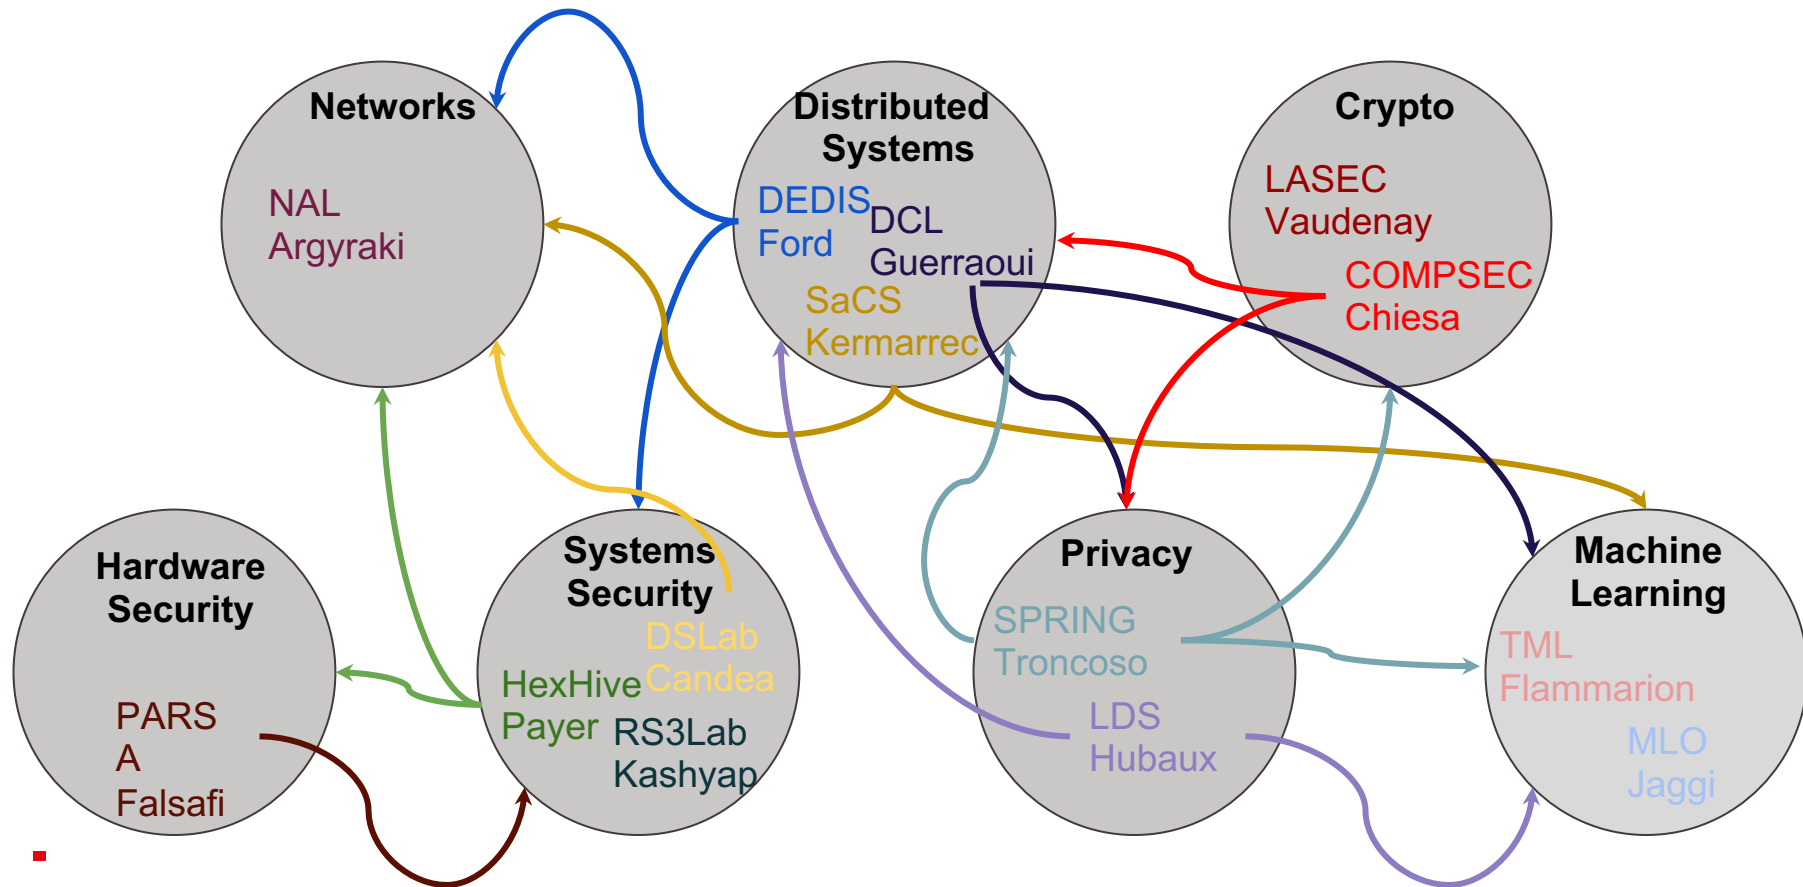 Networks
NAL
Argyraki
Distributed
Systems
DEDIS
Ford
DCL
Guerraoui
SaCS
Kermarrec
Crypto
LASEC
Vaudenay
COMPSEC
Chiesa
Hardware
Security
PARS
A
Falsafi
Systems
Security
DSLab
Candea
HexHive
Payer
RS3Lab
Kashyap
Privacy
SPRING
Troncoso
LDS
Hubaux
Machine
Learning
TML
Flammarion
MLO
Jaggi